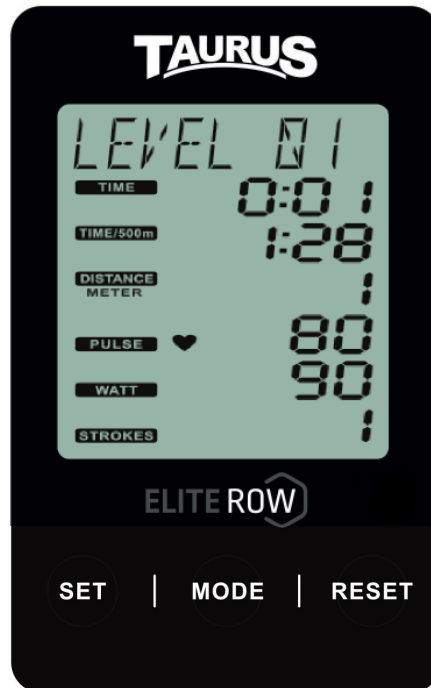 TAURUS
LEVEL 01
TIME 0:01
TIME/500m 1:28
DISTANCE 1
METER
PULSE 80
WATT 90
STROKES 1
ELITE ROW
SET | MODE | RESET